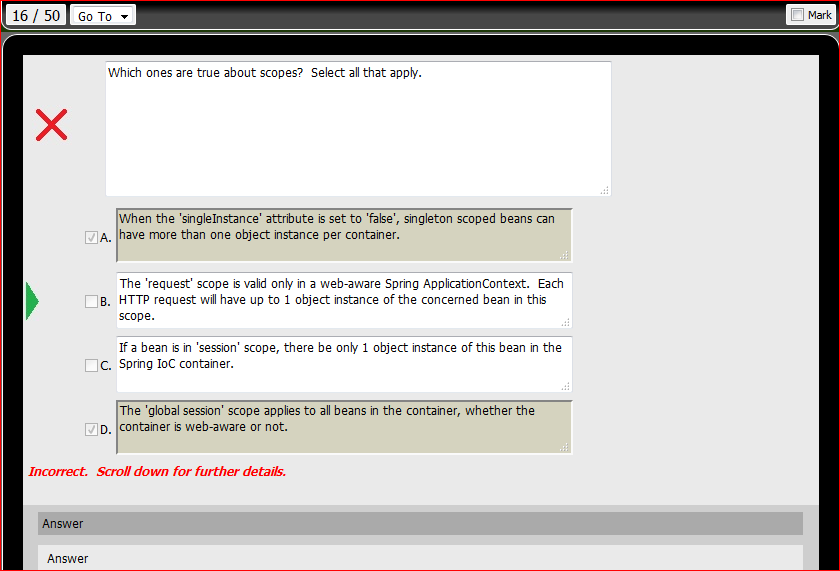 16 / 50 Go To Mark
Which ones are true about scopes?  Select all that apply.
A. When the 'singleInstance' attribute is set to 'false', singleton scoped beans can
have more than one object instance per container.
B. The 'request' scope is valid only in a web-aware Spring ApplicationContext.  Each
HTTP request will have up to 1 object instance of the concerned bean in this
scope.
C. If a bean is in 'session' scope, there be only 1 object instance of this bean in the
Spring IoC container.
D. The 'global session' scope applies to all beans in the container, whether the
container is web-aware or not.
Incorrect.  Scroll down for further details.
Answer
Answer